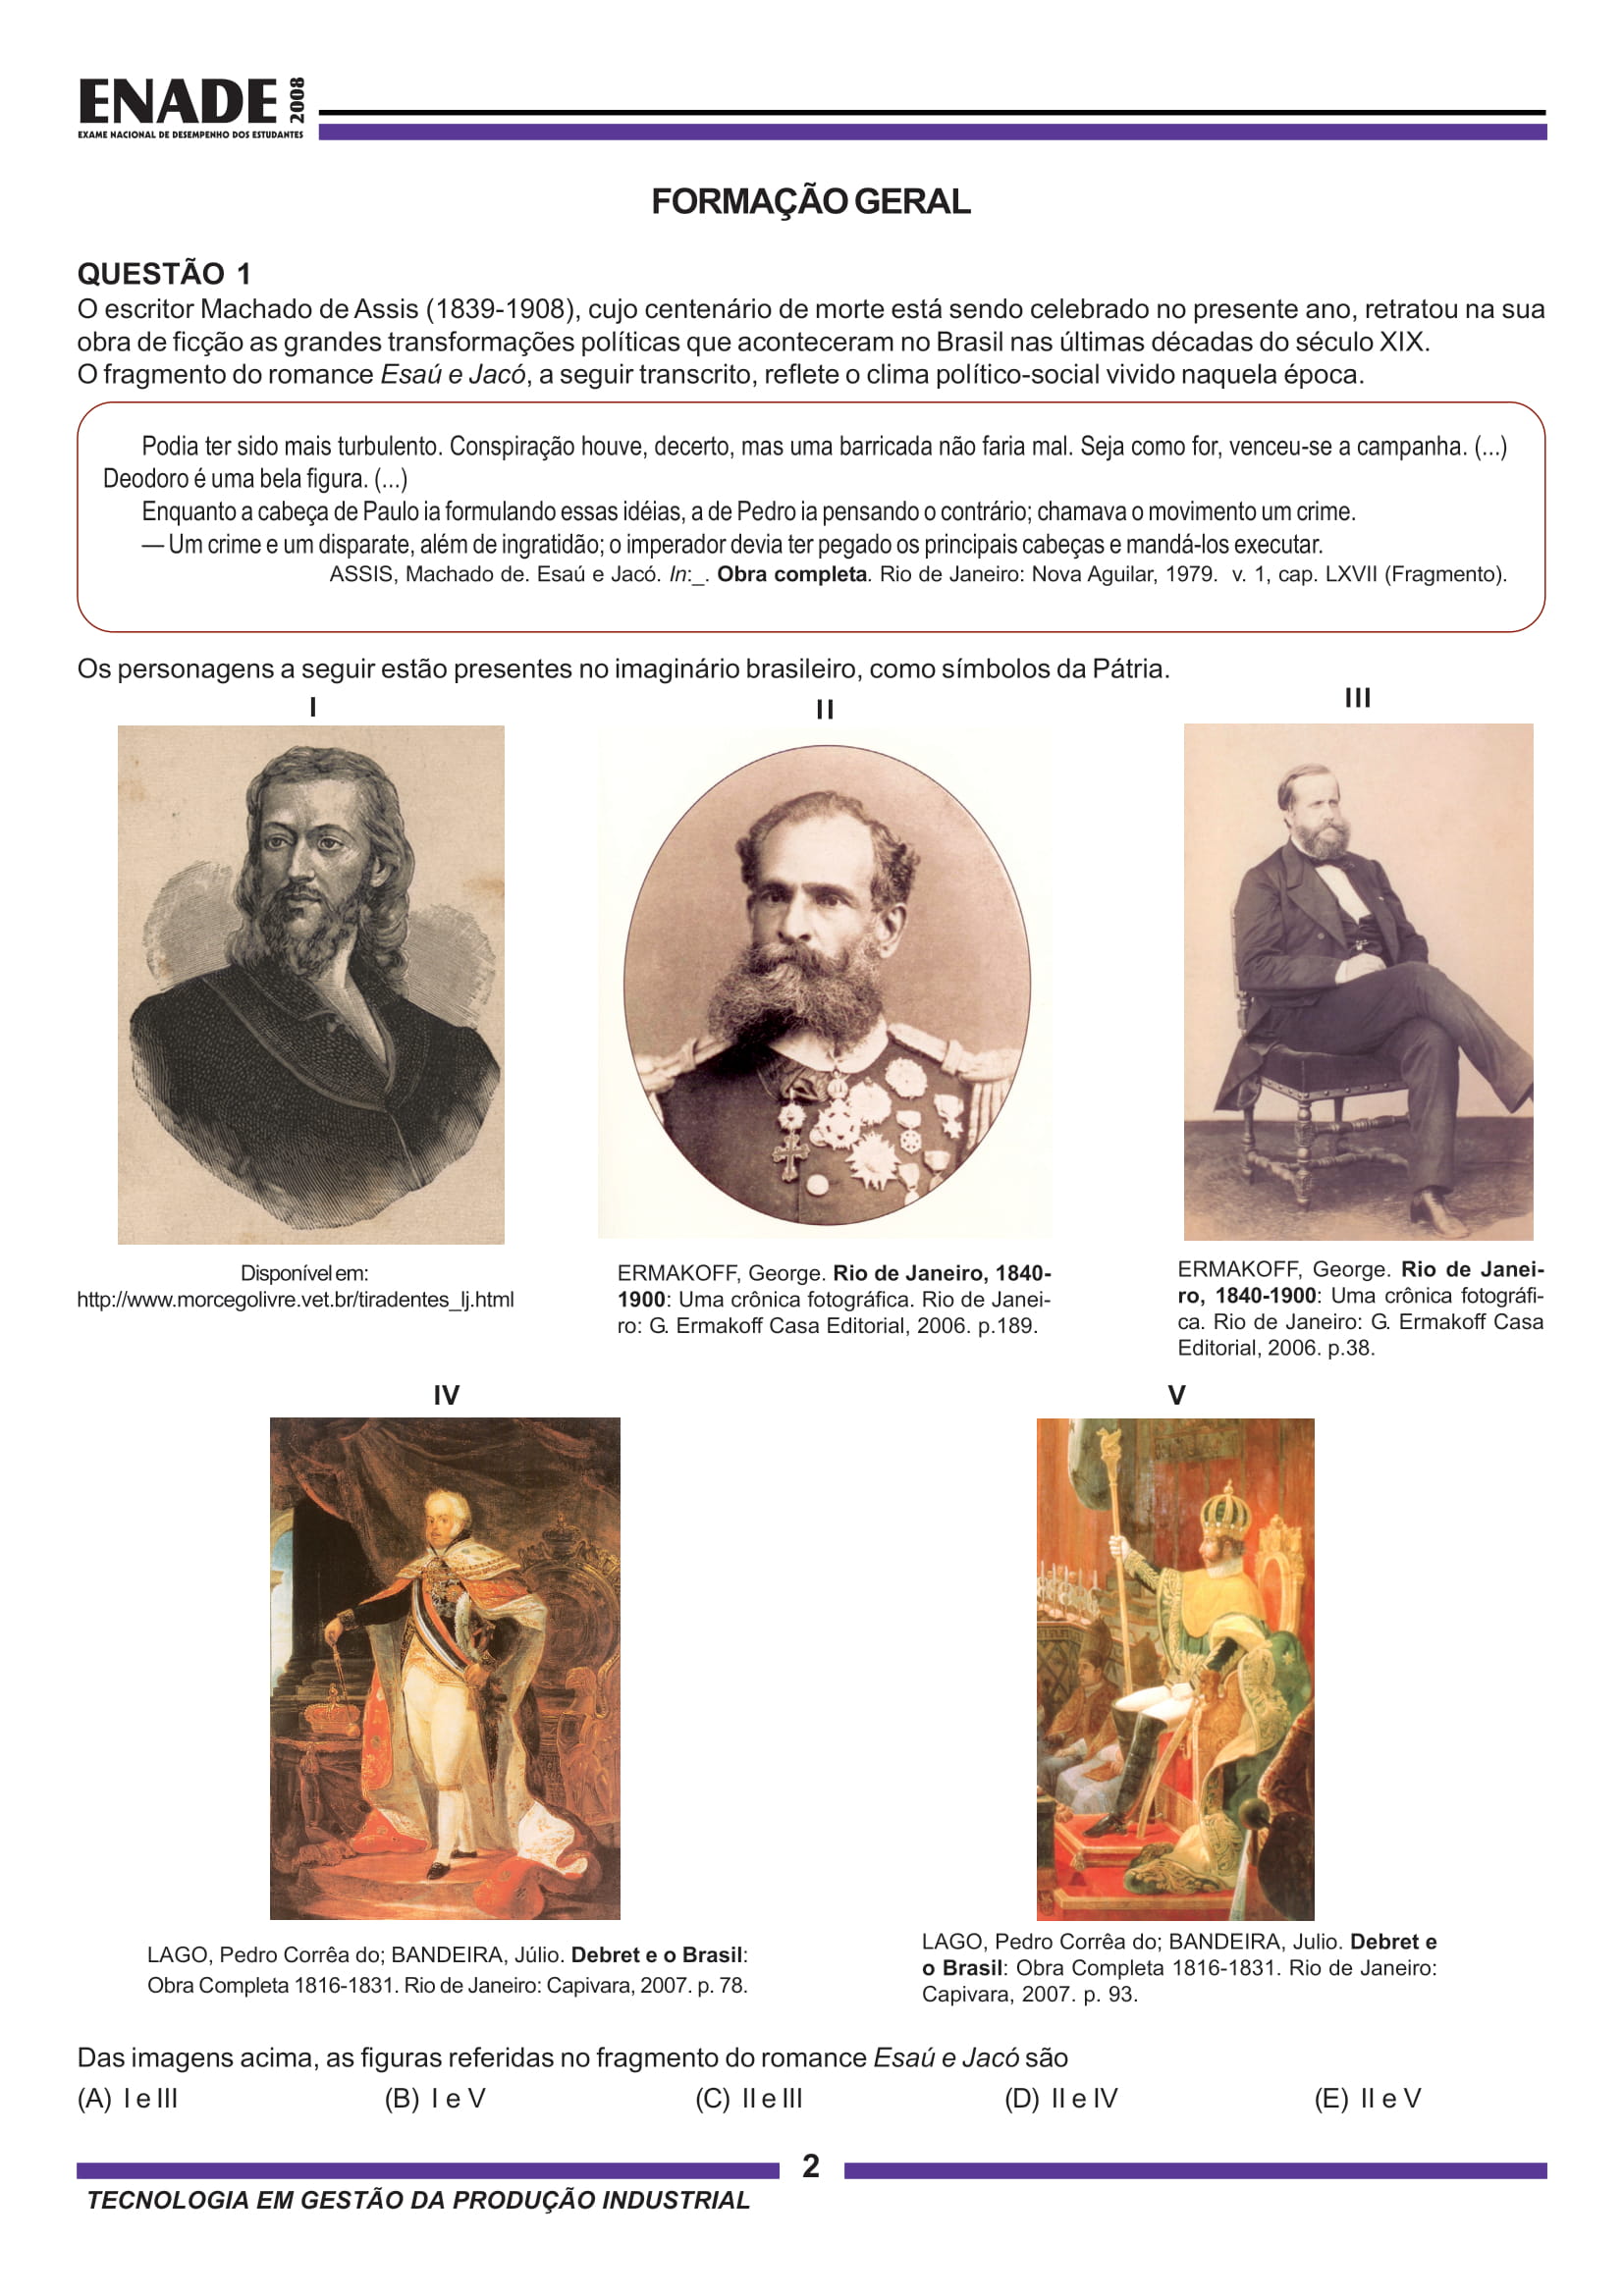 ENADE 2008
EXAME NACIONAL DE DESEMPENHO DOS ESTUDANTES
FORMAÇÃO GERAL
QUESTÃO 1
O escritor Machado de Assis (1839-1908), cujo centenário de morte está sendo celebrado no presente ano, retratou na sua
obra de ficção as grandes transformações políticas que aconteceram no Brasil nas últimas décadas do século XIX.
O fragmento do romance Esaú e Jacó, a seguir transcrito, reflete o clima político-social vivido naquela época.
Podia ter sido mais turbulento. Conspiração houve, decerto, mas uma barricada não faria mal. Seja como for, venceu-se a campanha. (...)
Deodoro é uma bela figura. (...)
Enquanto a cabeça de Paulo ia formulando essas idéias, a de Pedro ia pensando o contrário; chamava o movimento um crime.
— Um crime e um disparate, além de ingratidão; o imperador devia ter pegado os principais cabeças e mandá-los executar.
ASSIS, Machado de. Esaú e Jacó. In:_. Obra completa. Rio de Janeiro: Nova Aguilar, 1979. v. 1, cap. LXVII (Fragmento).
Os personagens a seguir estão presentes no imaginário brasileiro, como símbolos da Pátria.
I
II
III
Disponível em:
http://www.morcegolivre.vet.br/tiradentes_lj.html
ERMAKOFF, George. Rio de Janeiro, 1840-
1900: Uma crônica fotográfica. Rio de Janei-
ro: G. Ermakoff Casa Editorial, 2006. p.189.
ERMAKOFF, George. Rio de Janei-
ro, 1840-1900: Uma crônica fotográfi-
ca. Rio de Janeiro: G. Ermakoff Casa
Editorial, 2006. p.38.
IV
V
LAGO, Pedro Corrêa do; BANDEIRA, Júlio. Debret e o Brasil:
Obra Completa 1816-1831. Rio de Janeiro: Capivara, 2007. p. 78.
LAGO, Pedro Corrêa do; BANDEIRA, Julio. Debret e
o Brasil: Obra Completa 1816-1831. Rio de Janeiro:
Capivara, 2007. p. 93.
Das imagens acima, as figuras referidas no fragmento do romance Esaú e Jacó são
(A) I e III (B) I e V (C) II e III (D) II e IV (E) II e V
2
TECNOLOGIA EM GESTÃO DA PRODUÇÃO INDUSTRIAL